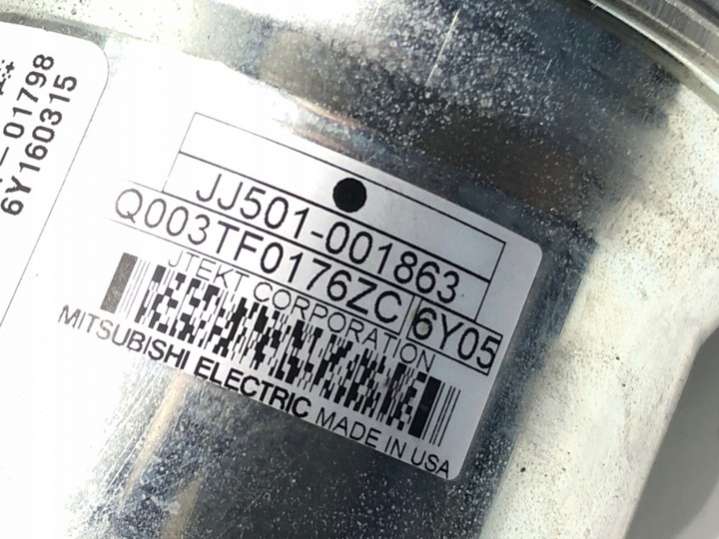 -01798
6Y160315
JJ501-001863
Q003TF0176ZC 6Y05
JTEKT CORPORATION
MITSUBISHI ELECTRIC MADE IN USA